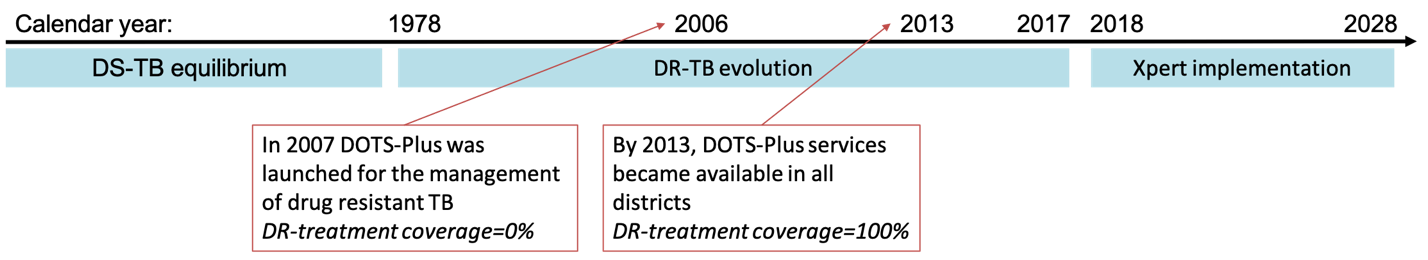 Calendar year: 1978 2006 2013 2017 2018 2028
DS-TB equilibrium DR-TB evolution Xpert implementation
In 2007 DOTS-Plus was
launched for the management
of drug resistant TB
DR-treatment coverage=0%
By 2013, DOTS-Plus services
became available in all
districts
DR-treatment coverage=100%